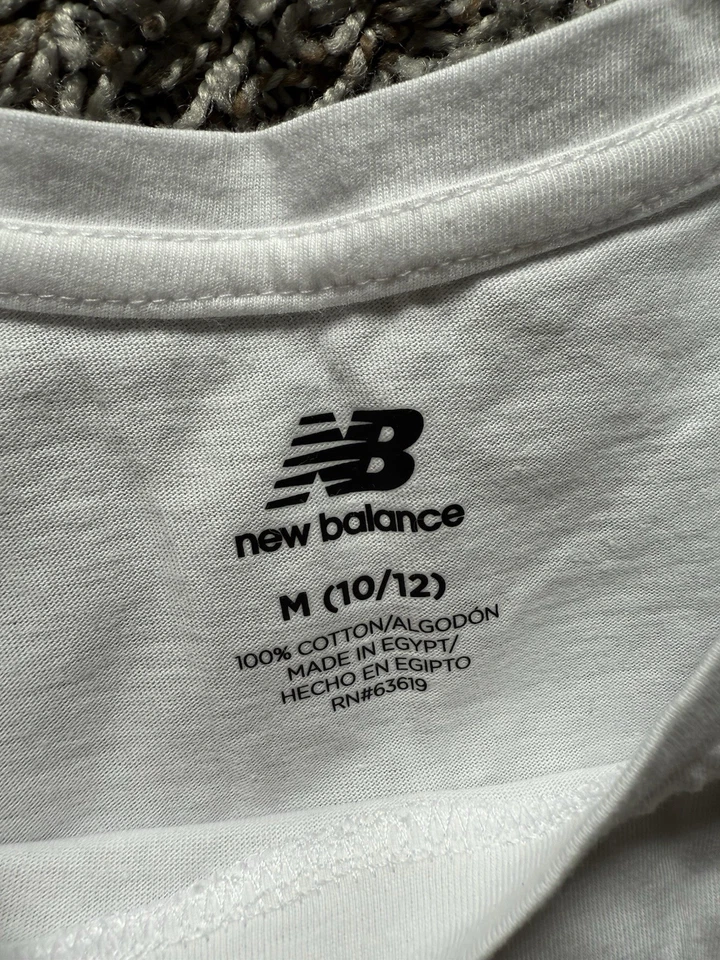 NB
new balance
M (10/12)
100% COTTON/ALGODÓN
MADE IN EGYPT/
HECHO EN EGIPTO
RN#63619